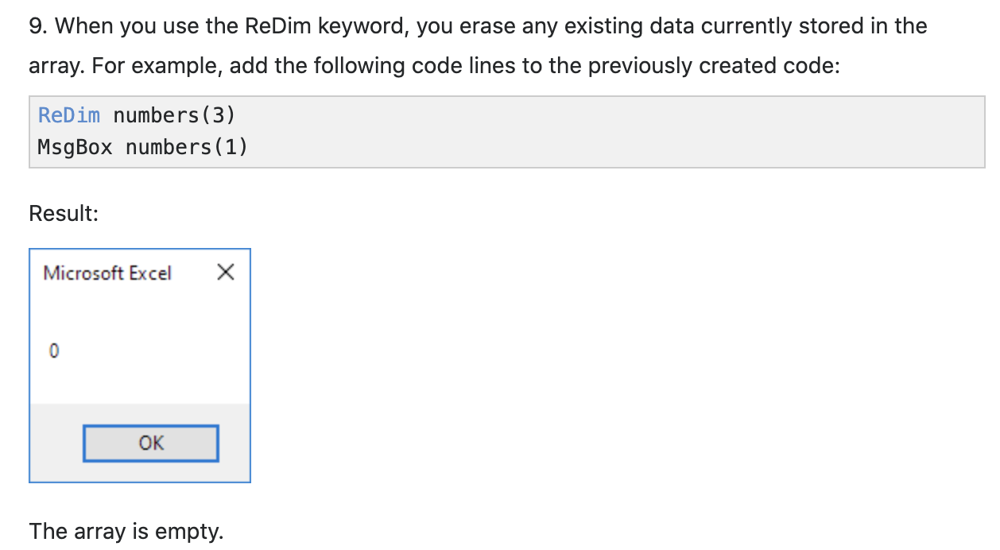 9. When you use the ReDim keyword, you erase any existing data currently stored in the
array. For example, add the following code lines to the previously created code:
ReDim numbers(3)
MsgBox numbers(1)
Result:
Microsoft Excel
0
OK
The array is empty.